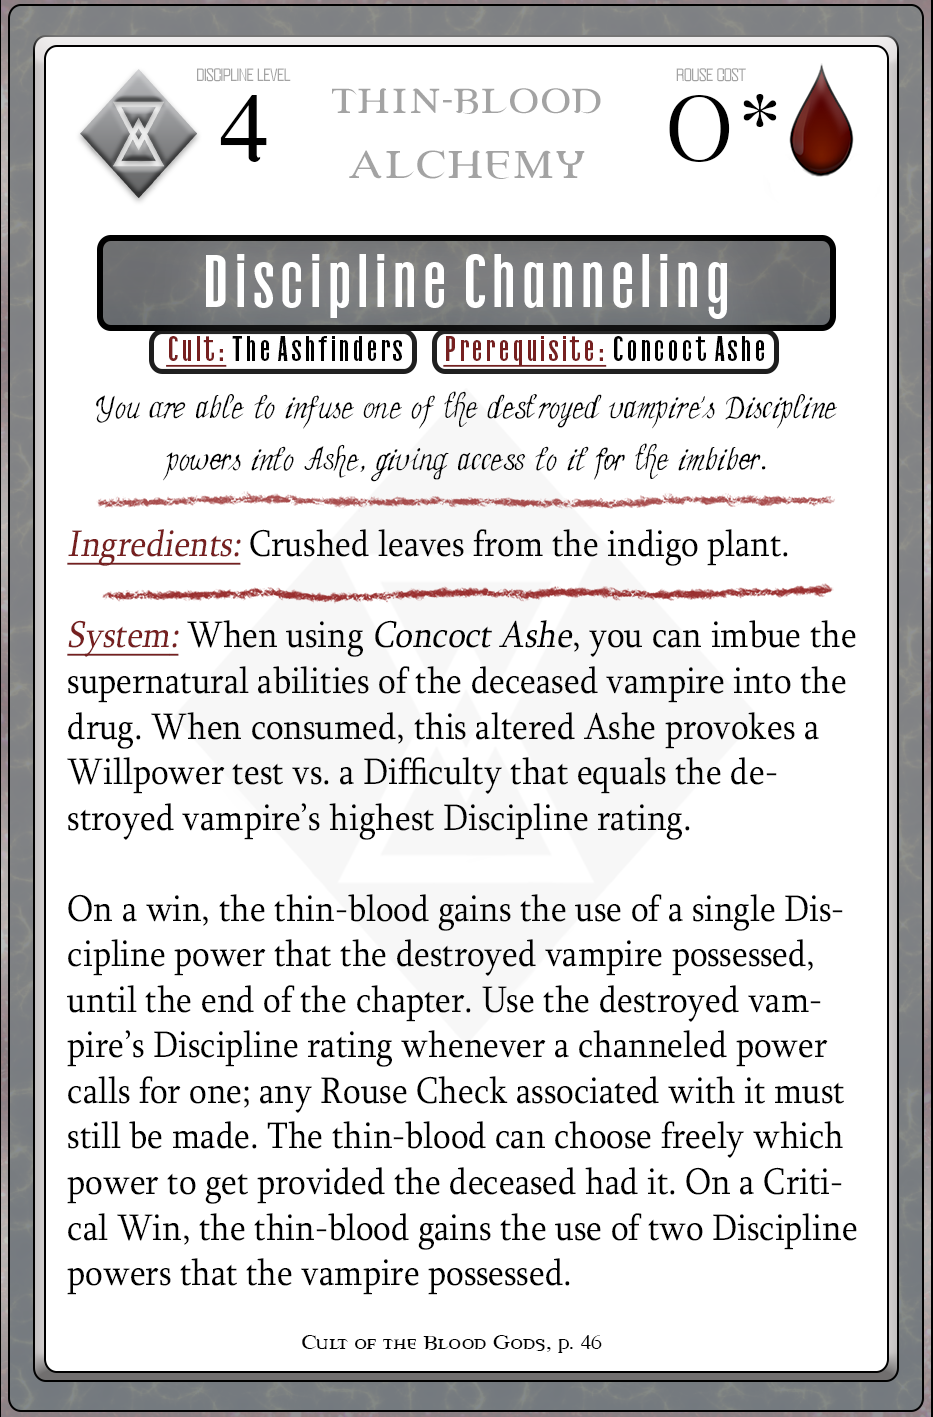 DISCIPLINE LEVEL
4
THIN-BLOOD
ALCHEMY
ROUSE COST
0*
Discipline Channeling
Cult: The Ashfinders
Prerequisite: Concoct Ashe
You are able to infuse one of the destroyed vampire's Discipline
powers into Ashe, giving access to it for the imbiber.
Ingredients: Crushed leaves from the indigo plant.
System: When using Concoct Ashe, you can imbue the
supernatural abilities of the deceased vampire into the
drug. When consumed, this altered Ashe provokes a
Willpower test vs. a Difficulty that equals the de-
stroyed vampire's highest Discipline rating.
On a win, the thin-blood gains the use of a single Dis-
cipline power that the destroyed vampire possessed,
until the end of the chapter. Use the destroyed vam-
pire's Discipline rating whenever a channeled power
calls for one; any Rouse Check associated with it must
still be made. The thin-blood can choose freely which
power to get provided the deceased had it. On a Criti-
cal Win, the thin-blood gains the use of two Discipline
powers that the vampire possessed.
Cult of the Blood Gods, p. 46